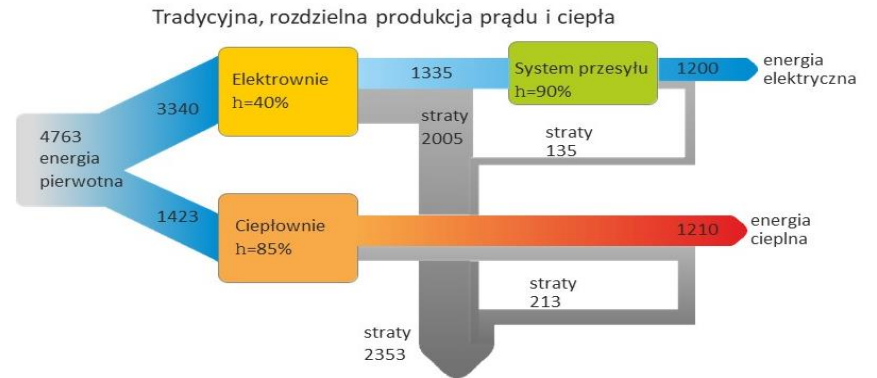 Tradycyjna, rozdzielna produkcja prądu i ciepła
Elektrownie
h=40%
1335
System przesyłu
h=90%
1200
energia
elektryczna
3340
4763
energia
pierwotna
straty
2005
straty
135
1423
Ciepłownie
h=85%
1210
energia
cieplna
straty
213
straty
2353